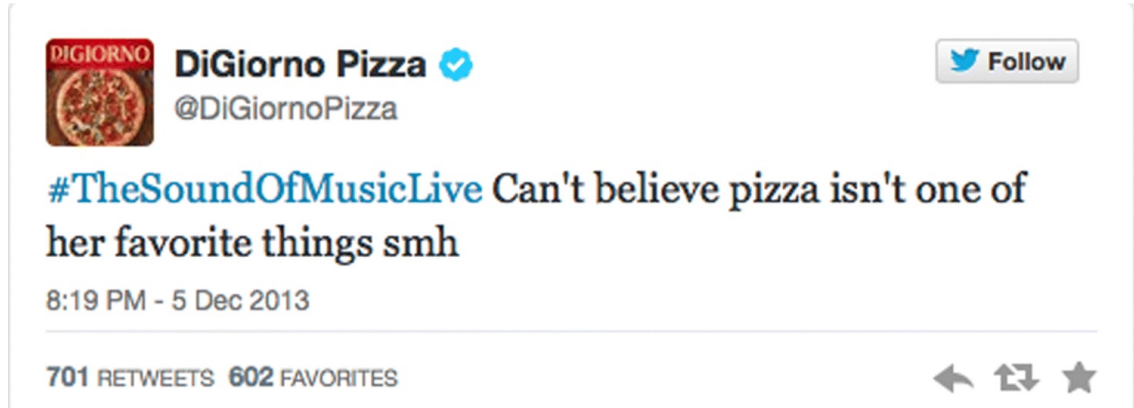 DIGIORNO
DiGiorno Pizza
Follow
@DiGiornoPizza
#TheSoundOfMusicLive Can't believe pizza isn't one of
her favorite things smh
8:19 PM - 5 Dec 2013
701 RETWEETS 602 FAVORITES